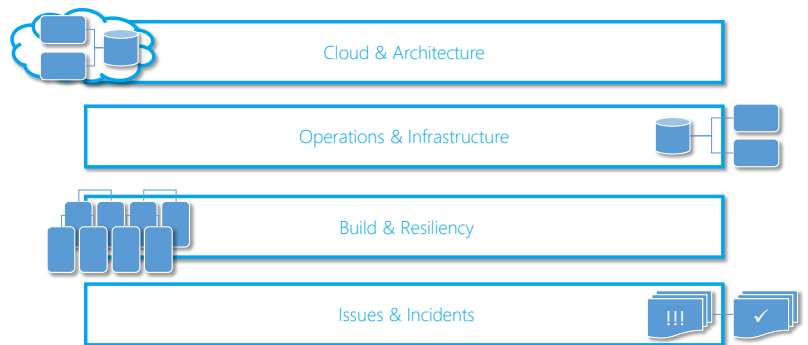 Cloud & Architecture
Operations & Infrastructure
Build & Resiliency
Issues & Incidents
!!! ✓